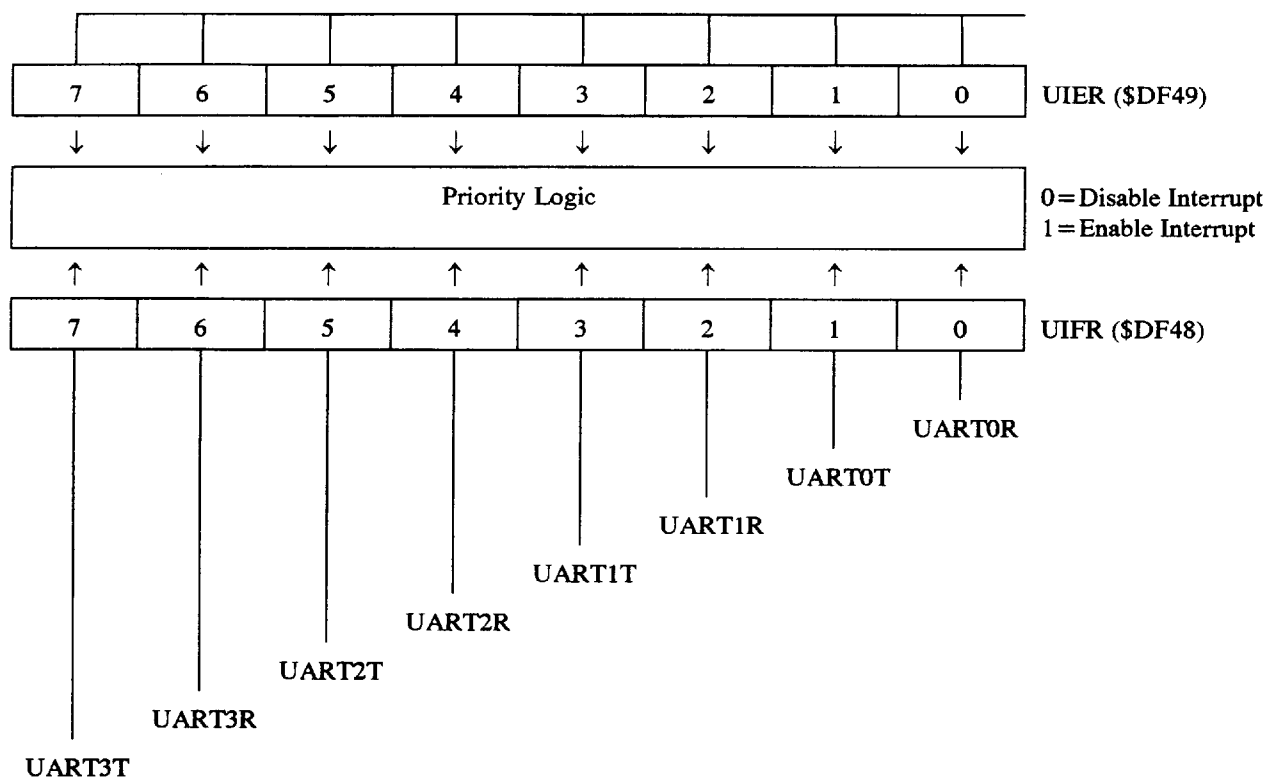 7 6 5 4 3 2 1 0 UIER ($DF49)
Priority Logic
0=Disable Interrupt
1=Enable Interrupt
7 6 5 4 3 2 1 0 UIFR ($DF48)
UART0R
UART0T
UART1R
UART1T
UART2R
UART2T
UART3R
UART3T